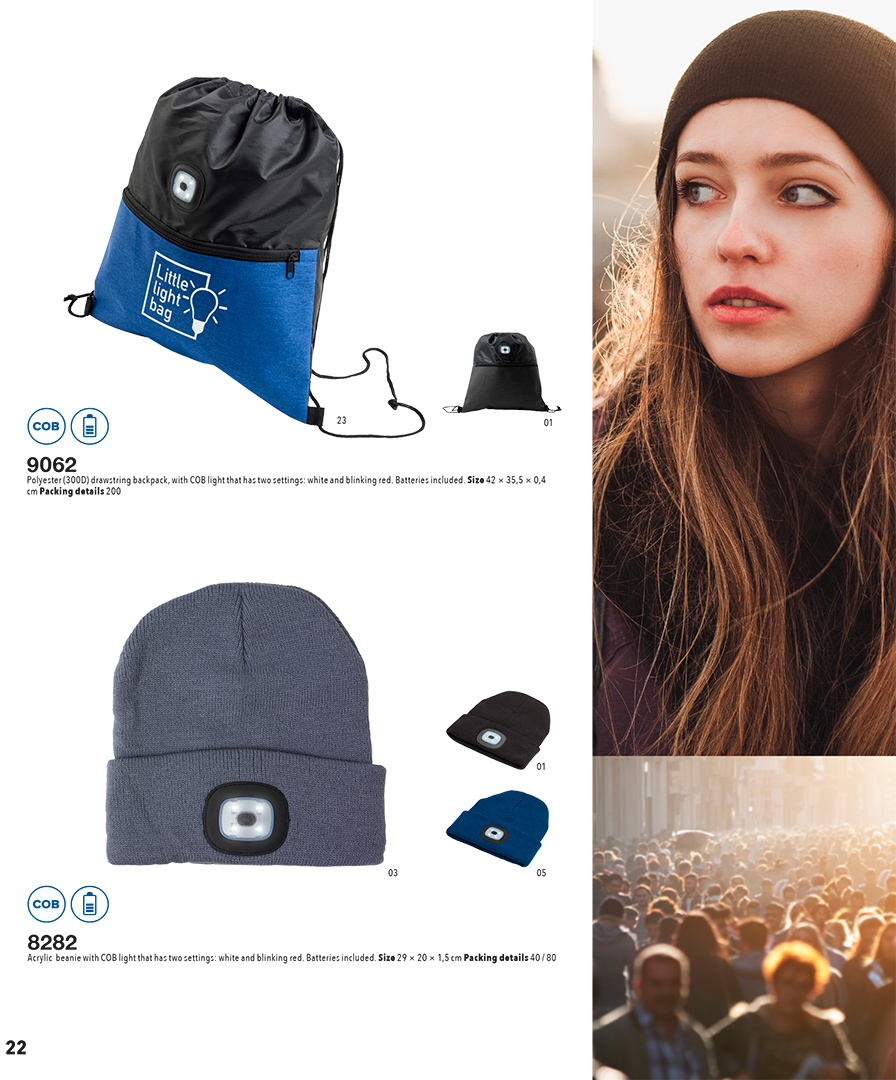 Little
light
bag
23
01
COB
9062
Polyester (300D) drawstring backpack, with COB light that has two settings: white and blinking red. Batteries included. Size 42 × 35,5 × 0,4
cm Packing details 200
01
03
05
COB
8282
Acrylic beanie with COB light that has two settings: white and blinking red. Batteries included. Size 29 × 20 × 1,5 cm Packing details 40 / 80
22